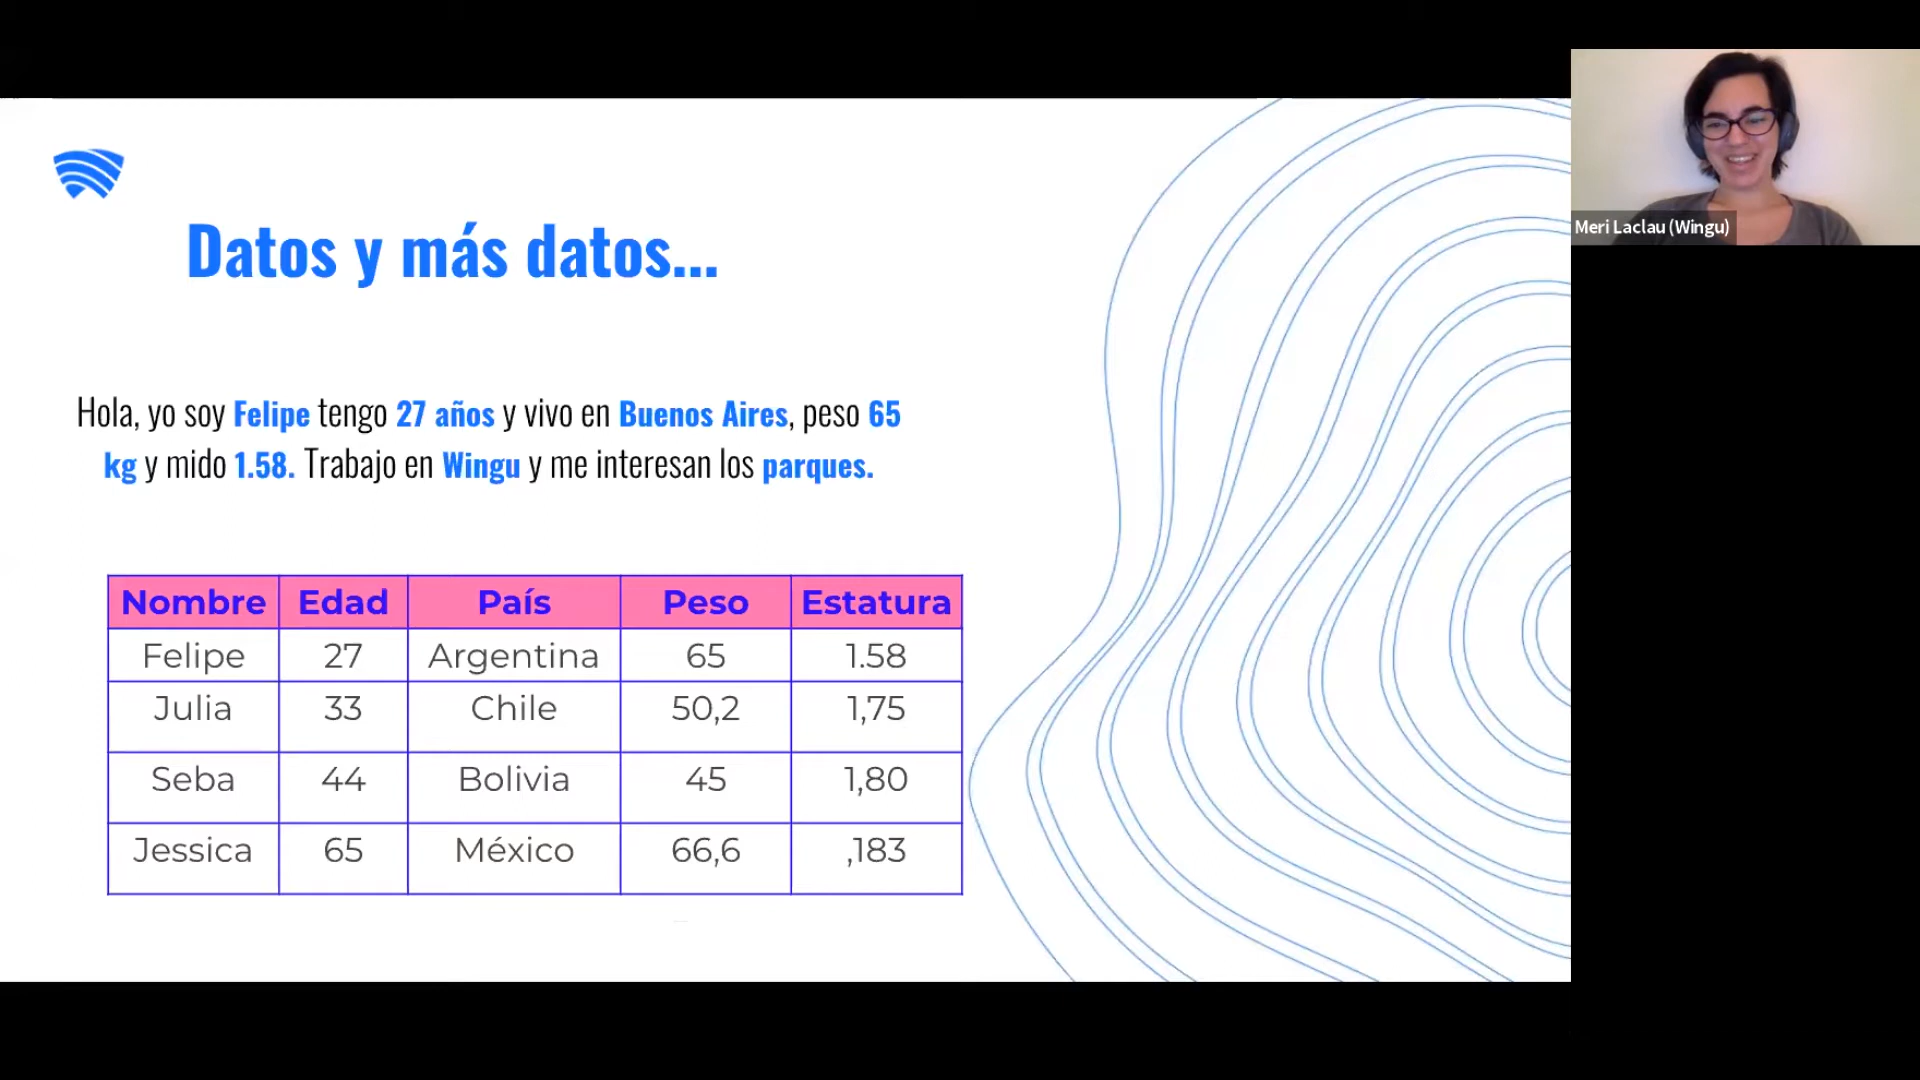 Datos y más datos...
Hola, yo soy Felipe tengo 27 años y vivo en Buenos Aires, peso 65
kg y mido 1.58. Trabajo en Wingu y me interesan los parques.
Nombre Edad País Peso Estatura
Felipe 27 Argentina 65 1.58
Julia 33 Chile 50,2 1,75
Seba 44 Bolivia 45 1,80
Jessica 65 México 66,6 ,183
Meri Laclau (Wingu)